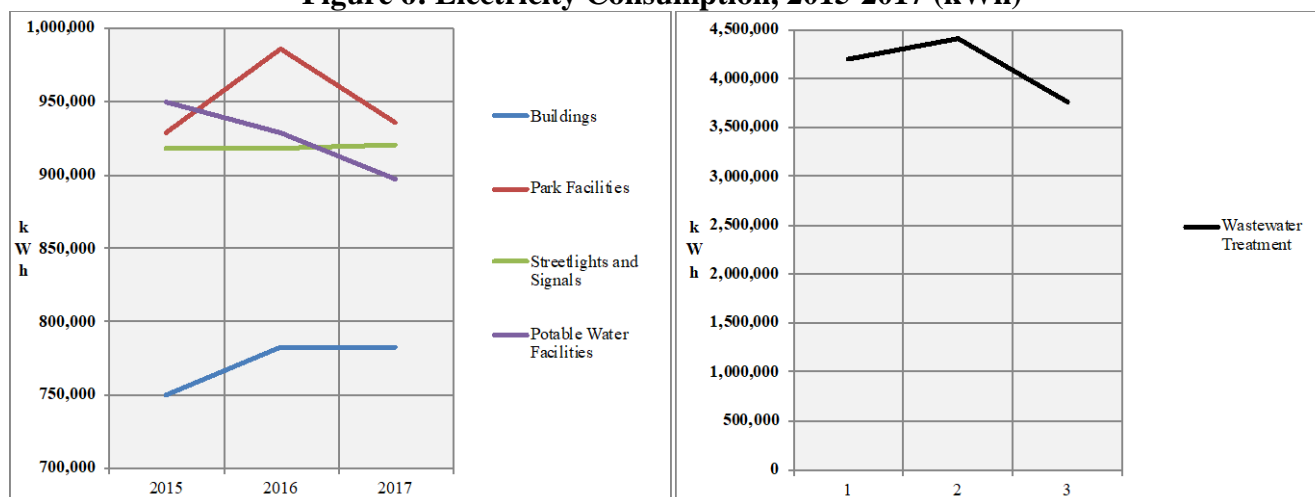 Electricity Consumption, 2015-2017 (kWh)
1,000,000
950,000
900,000
850,000
800,000
750,000
700,000
k
W
h
2015 2016 2017
Buildings
Park Facilities
Streetlights and
Signals
Potable Water
Facilities
4,500,000
4,000,000
3,500,000
3,000,000
2,500,000
2,000,000
1,500,000
1,000,000
500,000
0
k
W
h
1 2 3
Wastewater
Treatment